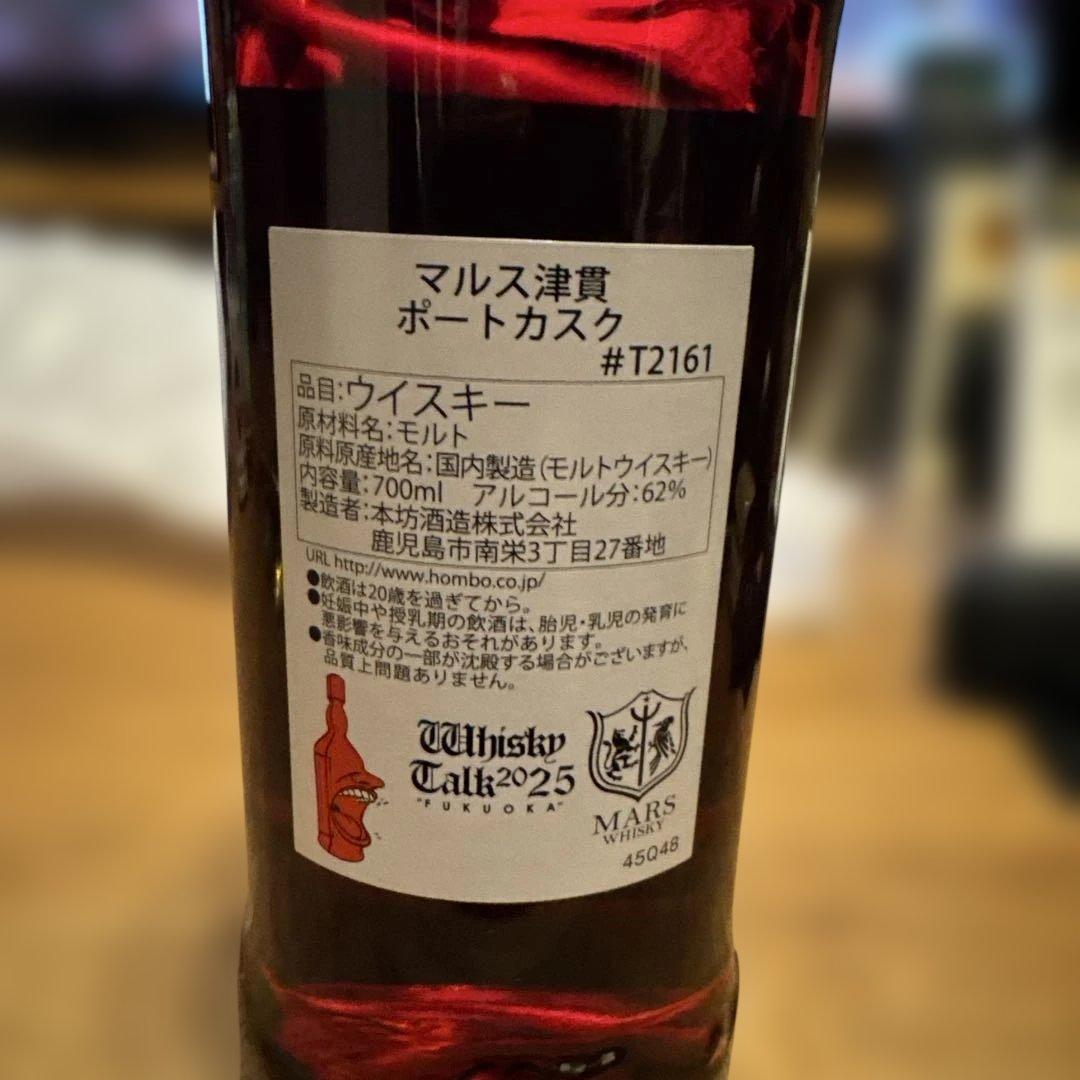 マルス津貫
ポートカスク
#T2161
品目：ウイスキー
原材料名：モルト
原料原産地名：国内製造（モルトウイスキー）
内容量：700ml　アルコール分：62%
製造者：本坊酒造株式会社
鹿児島市南栄3丁目27番地
URL http://www.hombo.co.jp/
●飲酒は20歳を過ぎてから。
●妊娠中や授乳期の飲酒は、胎児・乳児の発育に
悪影響を与えるおそれがあります。
●香味成分の一部が沈殿する場合がございますが、
品質上問題ありません。
Whisky
Talk 2025
"FUKUOKA"
MARS
WHISKY
45Q48